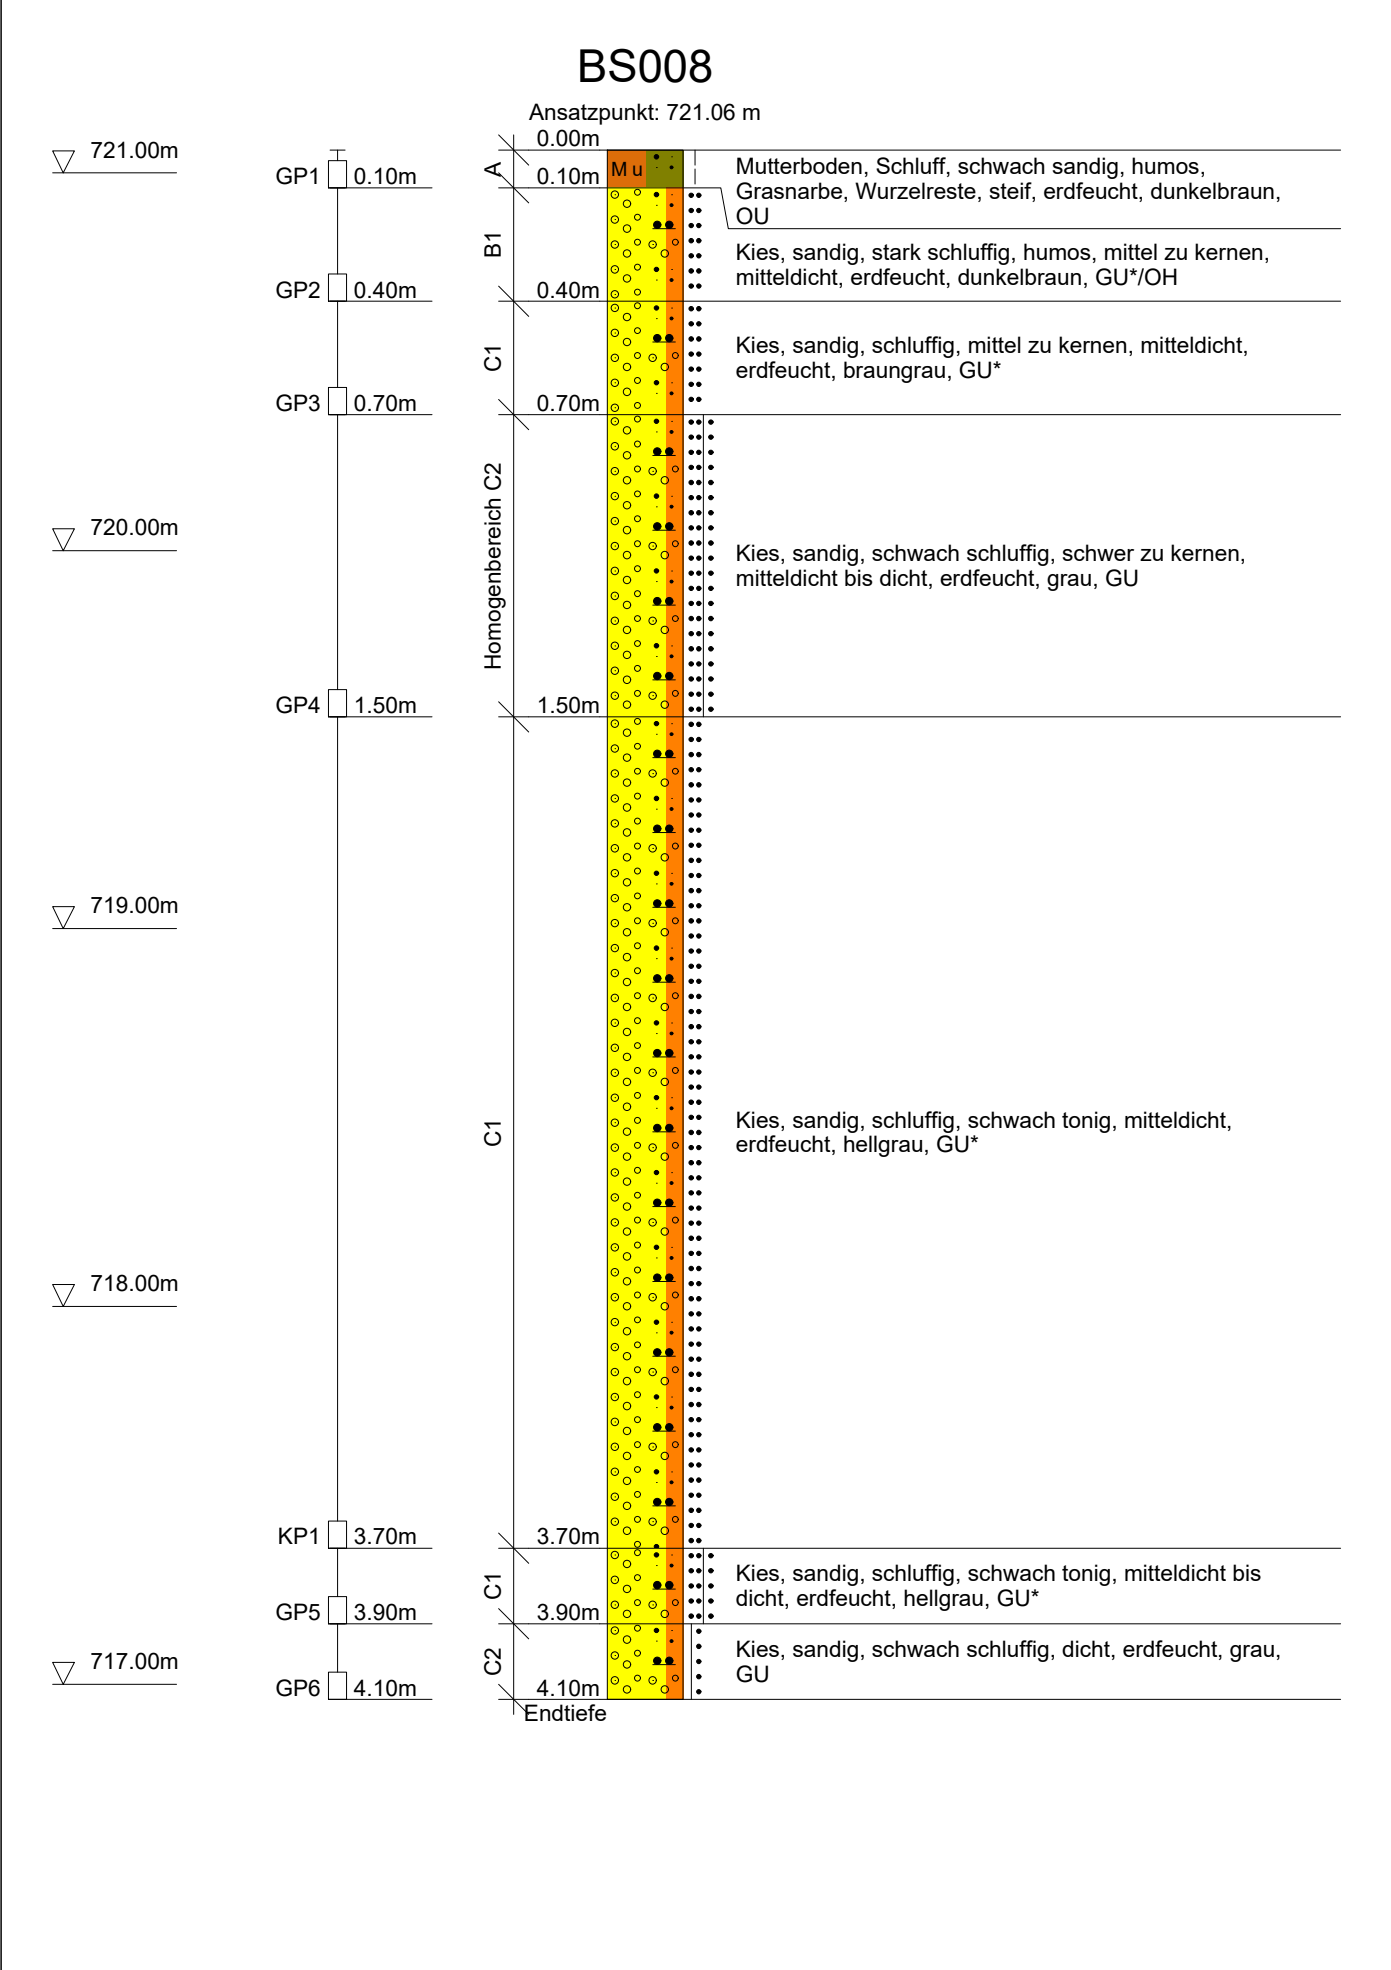 BS008
Ansatzpunkt: 721.06 m
721.00m
GP1 0.10m
A
0.00m
0.10m
Mu
Mutterboden, Schluff, schwach sandig, humos,
Grasnarbe, Wurzelreste, steif, erdfeucht, dunkelbraun,
OU
B1
Kies, sandig, stark schluffig, humos, mittel zu kernen,
mitteldicht, erdfeucht, dunkelbraun, GU*/OH
GP2 0.40m
0.40m
C1
Kies, sandig, schluffig, mittel zu kernen, mitteldicht,
erdfeucht, braungrau, GU*
GP3 0.70m
0.70m
720.00m
Homogenbereich C2
Kies, sandig, schwach schluffig, schwer zu kernen,
mitteldicht bis dicht, erdfeucht, grau, GU
GP4 1.50m
1.50m
719.00m
C1
Kies, sandig, schluffig, schwach tonig, mitteldicht,
erdfeucht, hellgrau, GU*
718.00m
KP1 3.70m
3.70m
C1
Kies, sandig, schluffig, schwach tonig, mitteldicht bis
dicht, erdfeucht, hellgrau, GU*
GP5 3.90m
3.90m
717.00m
C2
Kies, sandig, schwach schluffig, dicht, erdfeucht, grau,
GU
GP6 4.10m
4.10m
Endtiefe